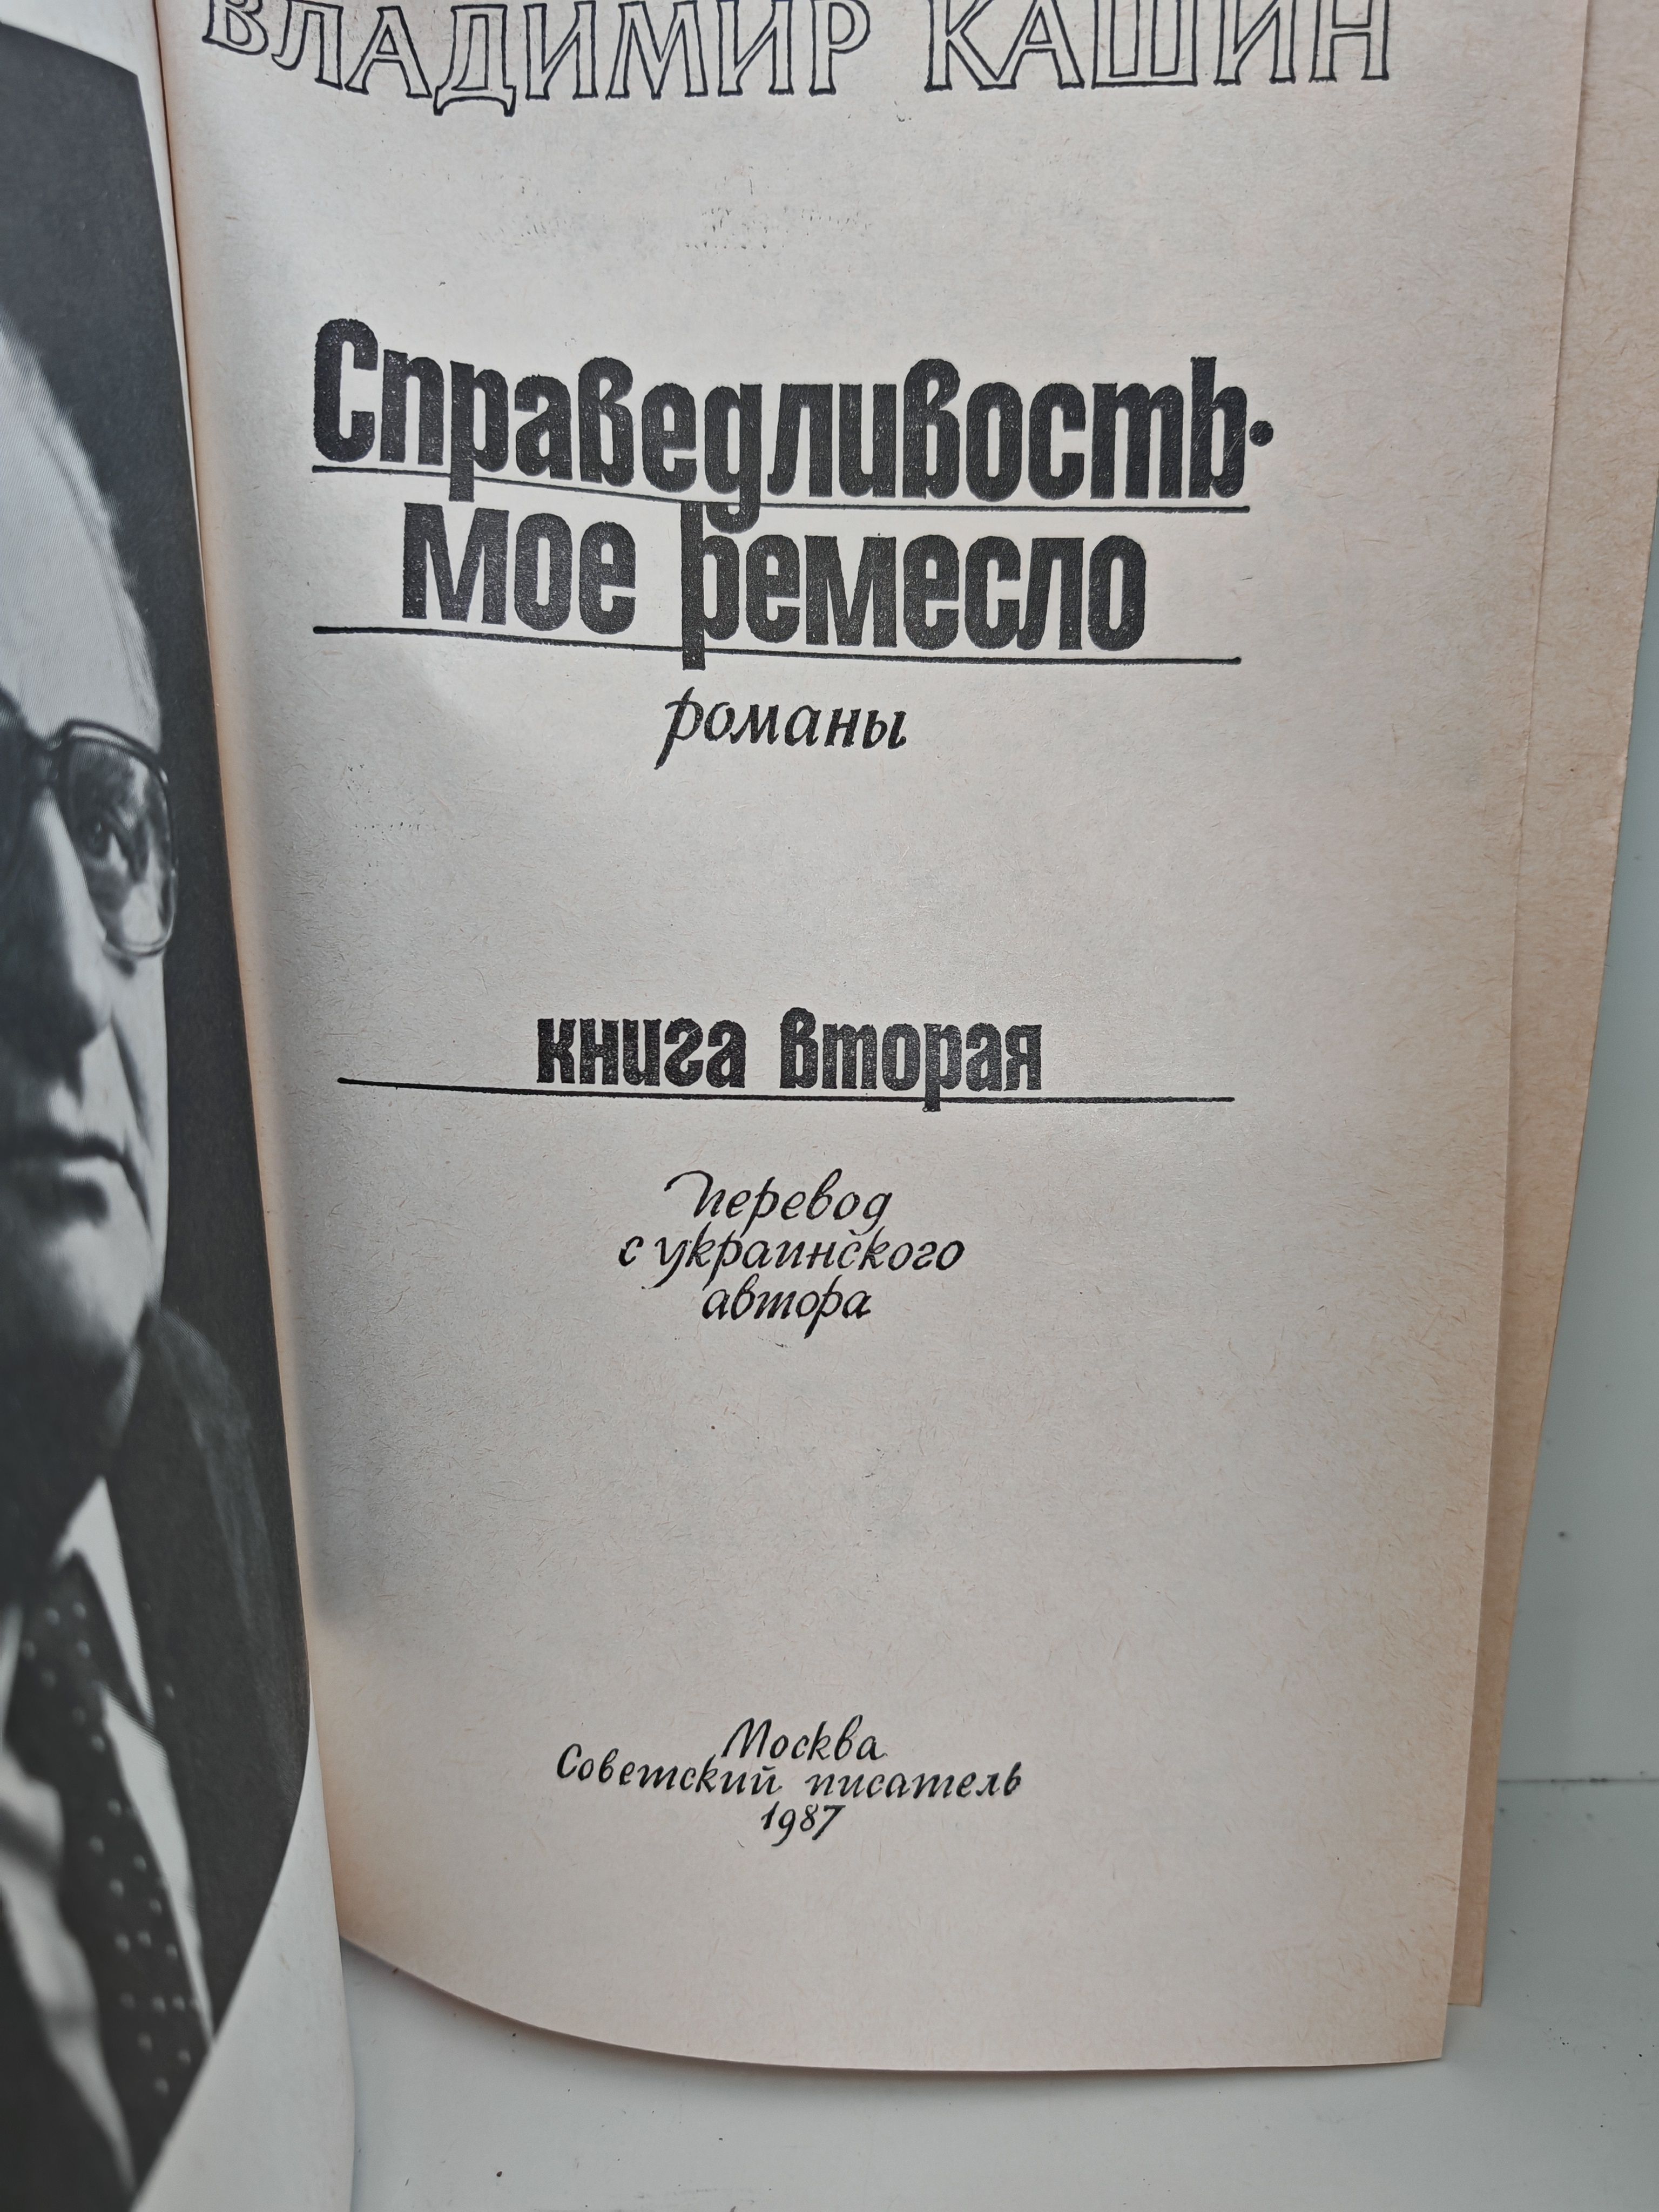 ВЛАДИМИР КАШИН
Справедливость·
мое ремесло
романы
книга вторая
Перевод
с украинского
автора
Москва
Советский писатель
1987